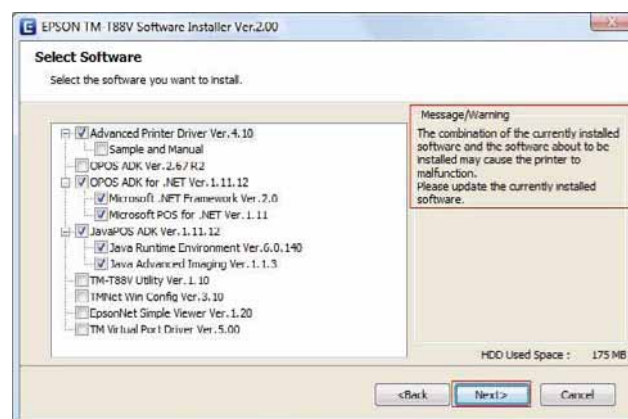 EPSON TM-T88V Software Installer Ver.2.00
Select Software
Select the software you want to install.
Advanced Printer Driver Ver.4.10
Sample and Manual
OPOS ADK Ver.2.67 R2
OPOS ADK for .NET Ver.1.11.12
Microsoft .NET Framework Ver.2.0
Microsoft POS for .NET Ver.1.11
JavaPOS ADK Ver.1.11.12
Java Runtime Environment Ver.6.0.140
Java Advanced Imaging Ver.1.1.3
TM-T88V Utility Ver.1.10
TMNet Win Config Ver.3.10
EpsonNet Simple Viewer Ver.1.20
TM Virtual Port Driver Ver.5.00
Message/Warning
The combination of the currently installed
software and the software about to be
installed may cause the printer to
malfunction.
Please update the currently installed
software.
HDD Used Space : 175 MB
<Back Next> Cancel